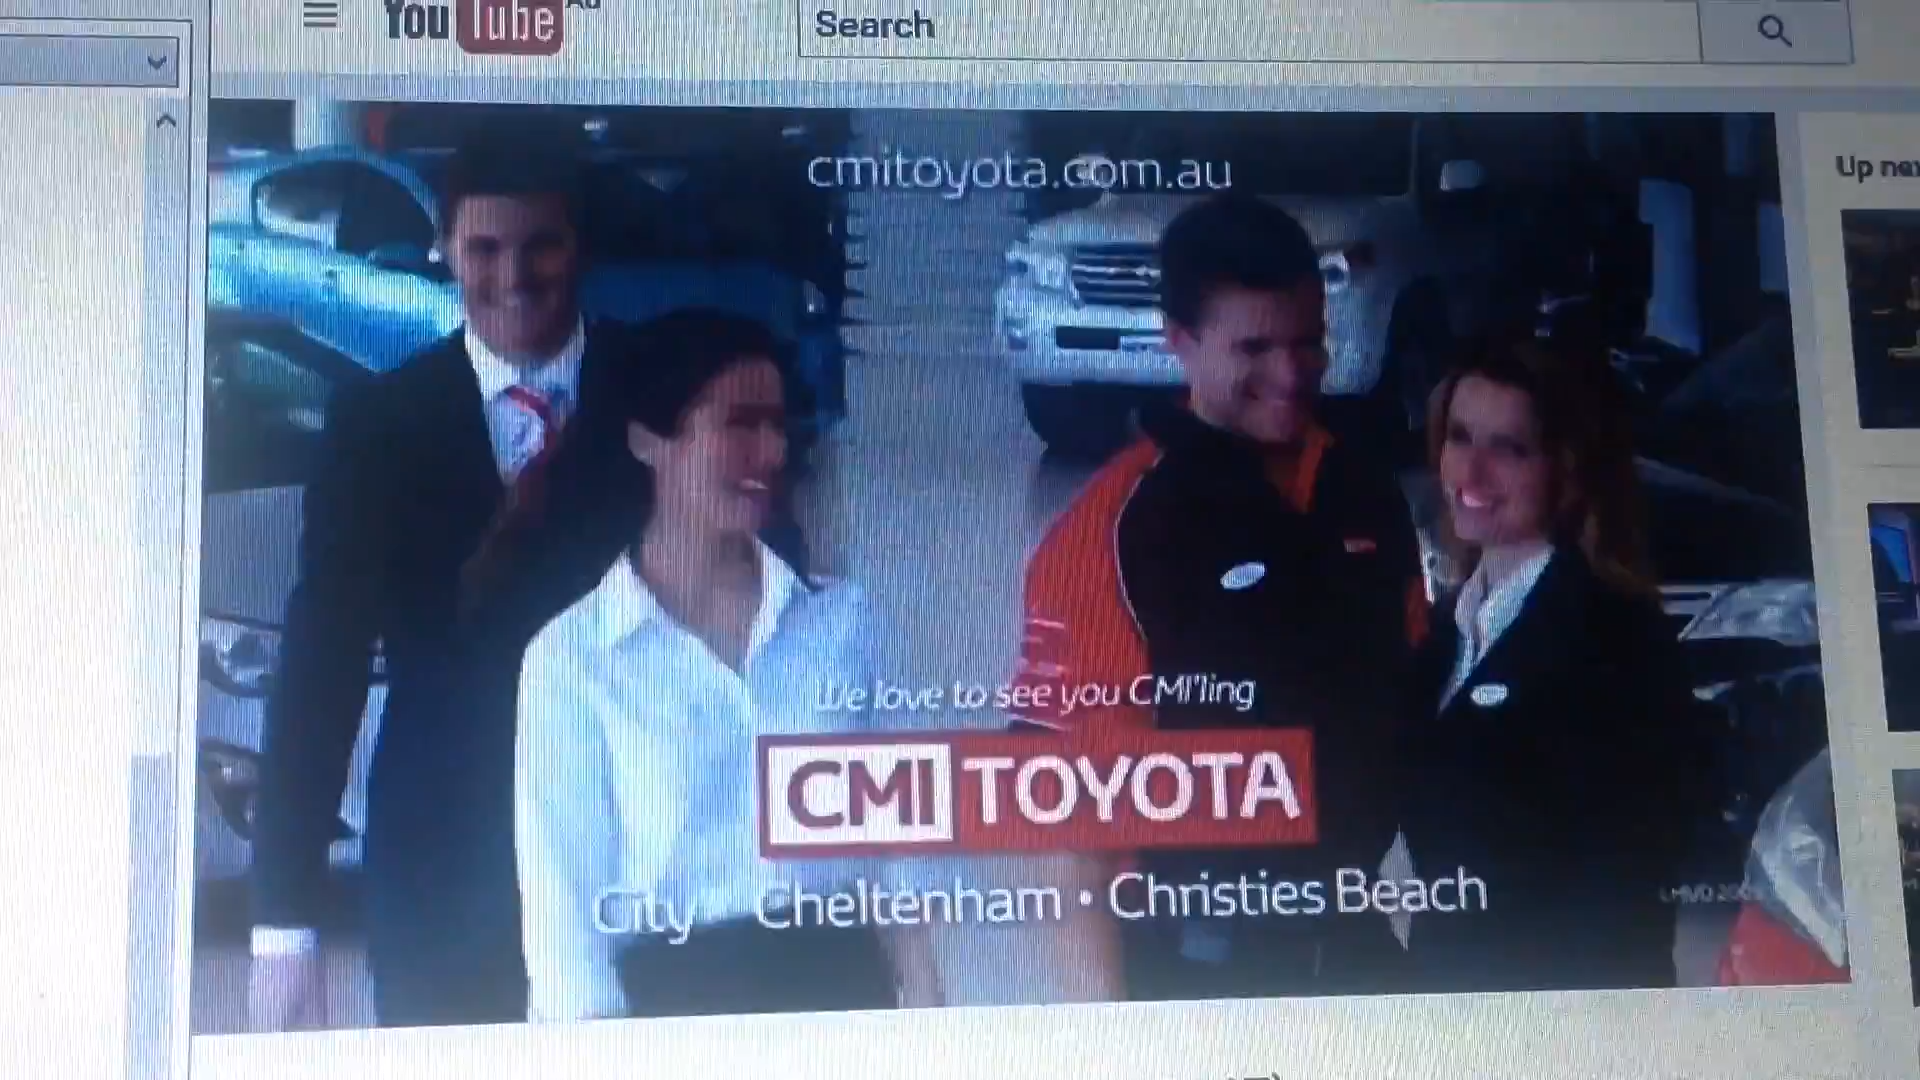 YouTube AU
Search
Up nex
cmitoyota.com.au
We love to see you CMI'ling
CMI TOYOTA
City • Cheltenham • Christies Beach